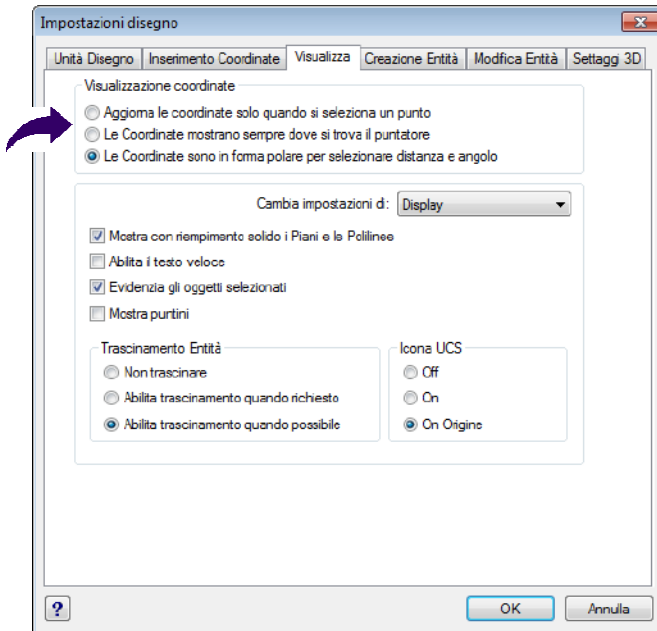 Impostazioni disegno
Unità Disegno Inserimento Coordinate Visualizza Creazione Entità Modfica Entità Settaggi 3D
Visualizzazione coordinate
Aggiorna le coordinate solo quando si seleziona un punto
Le Coordinate mostrano sempre dove si trova il puntatore
Le Coordinate sono in forma polare per selezionare distanza e angolo
Cambia impostazioni di: Display
Mostra con riempimento solido i Piani e le Polilinee
Abilita il testo veloce
Evidenzia gli oggetti selezionati
Mostra puntini
Trascinamento Entità Icona UCS
Non trascinare Off
Abilita trascinamento quando richiesto On
Abilita trascinamento quando possibile On Origine
? OK Annulla